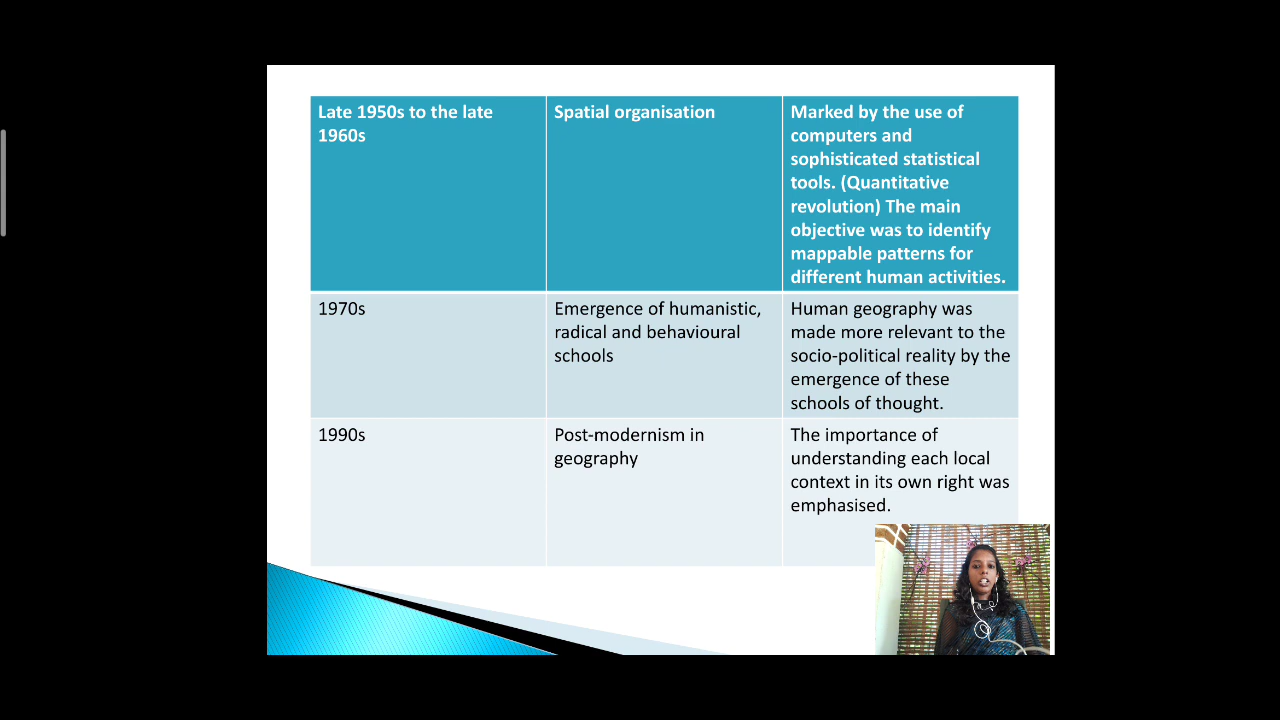 Late 1950s to the late
1960s
Spatial organisation
Marked by the use of
computers and
sophisticated statistical
tools. (Quantitative
revolution) The main
objective was to identify
mappable patterns for
different human activities.
1970s
Emergence of humanistic,
radical and behavioural
schools
Human geography was
made more relevant to the
socio-political reality by the
emergence of these
schools of thought.
1990s
Post-modernism in
geography
The importance of
understanding each local
context in its own right was
emphasised.